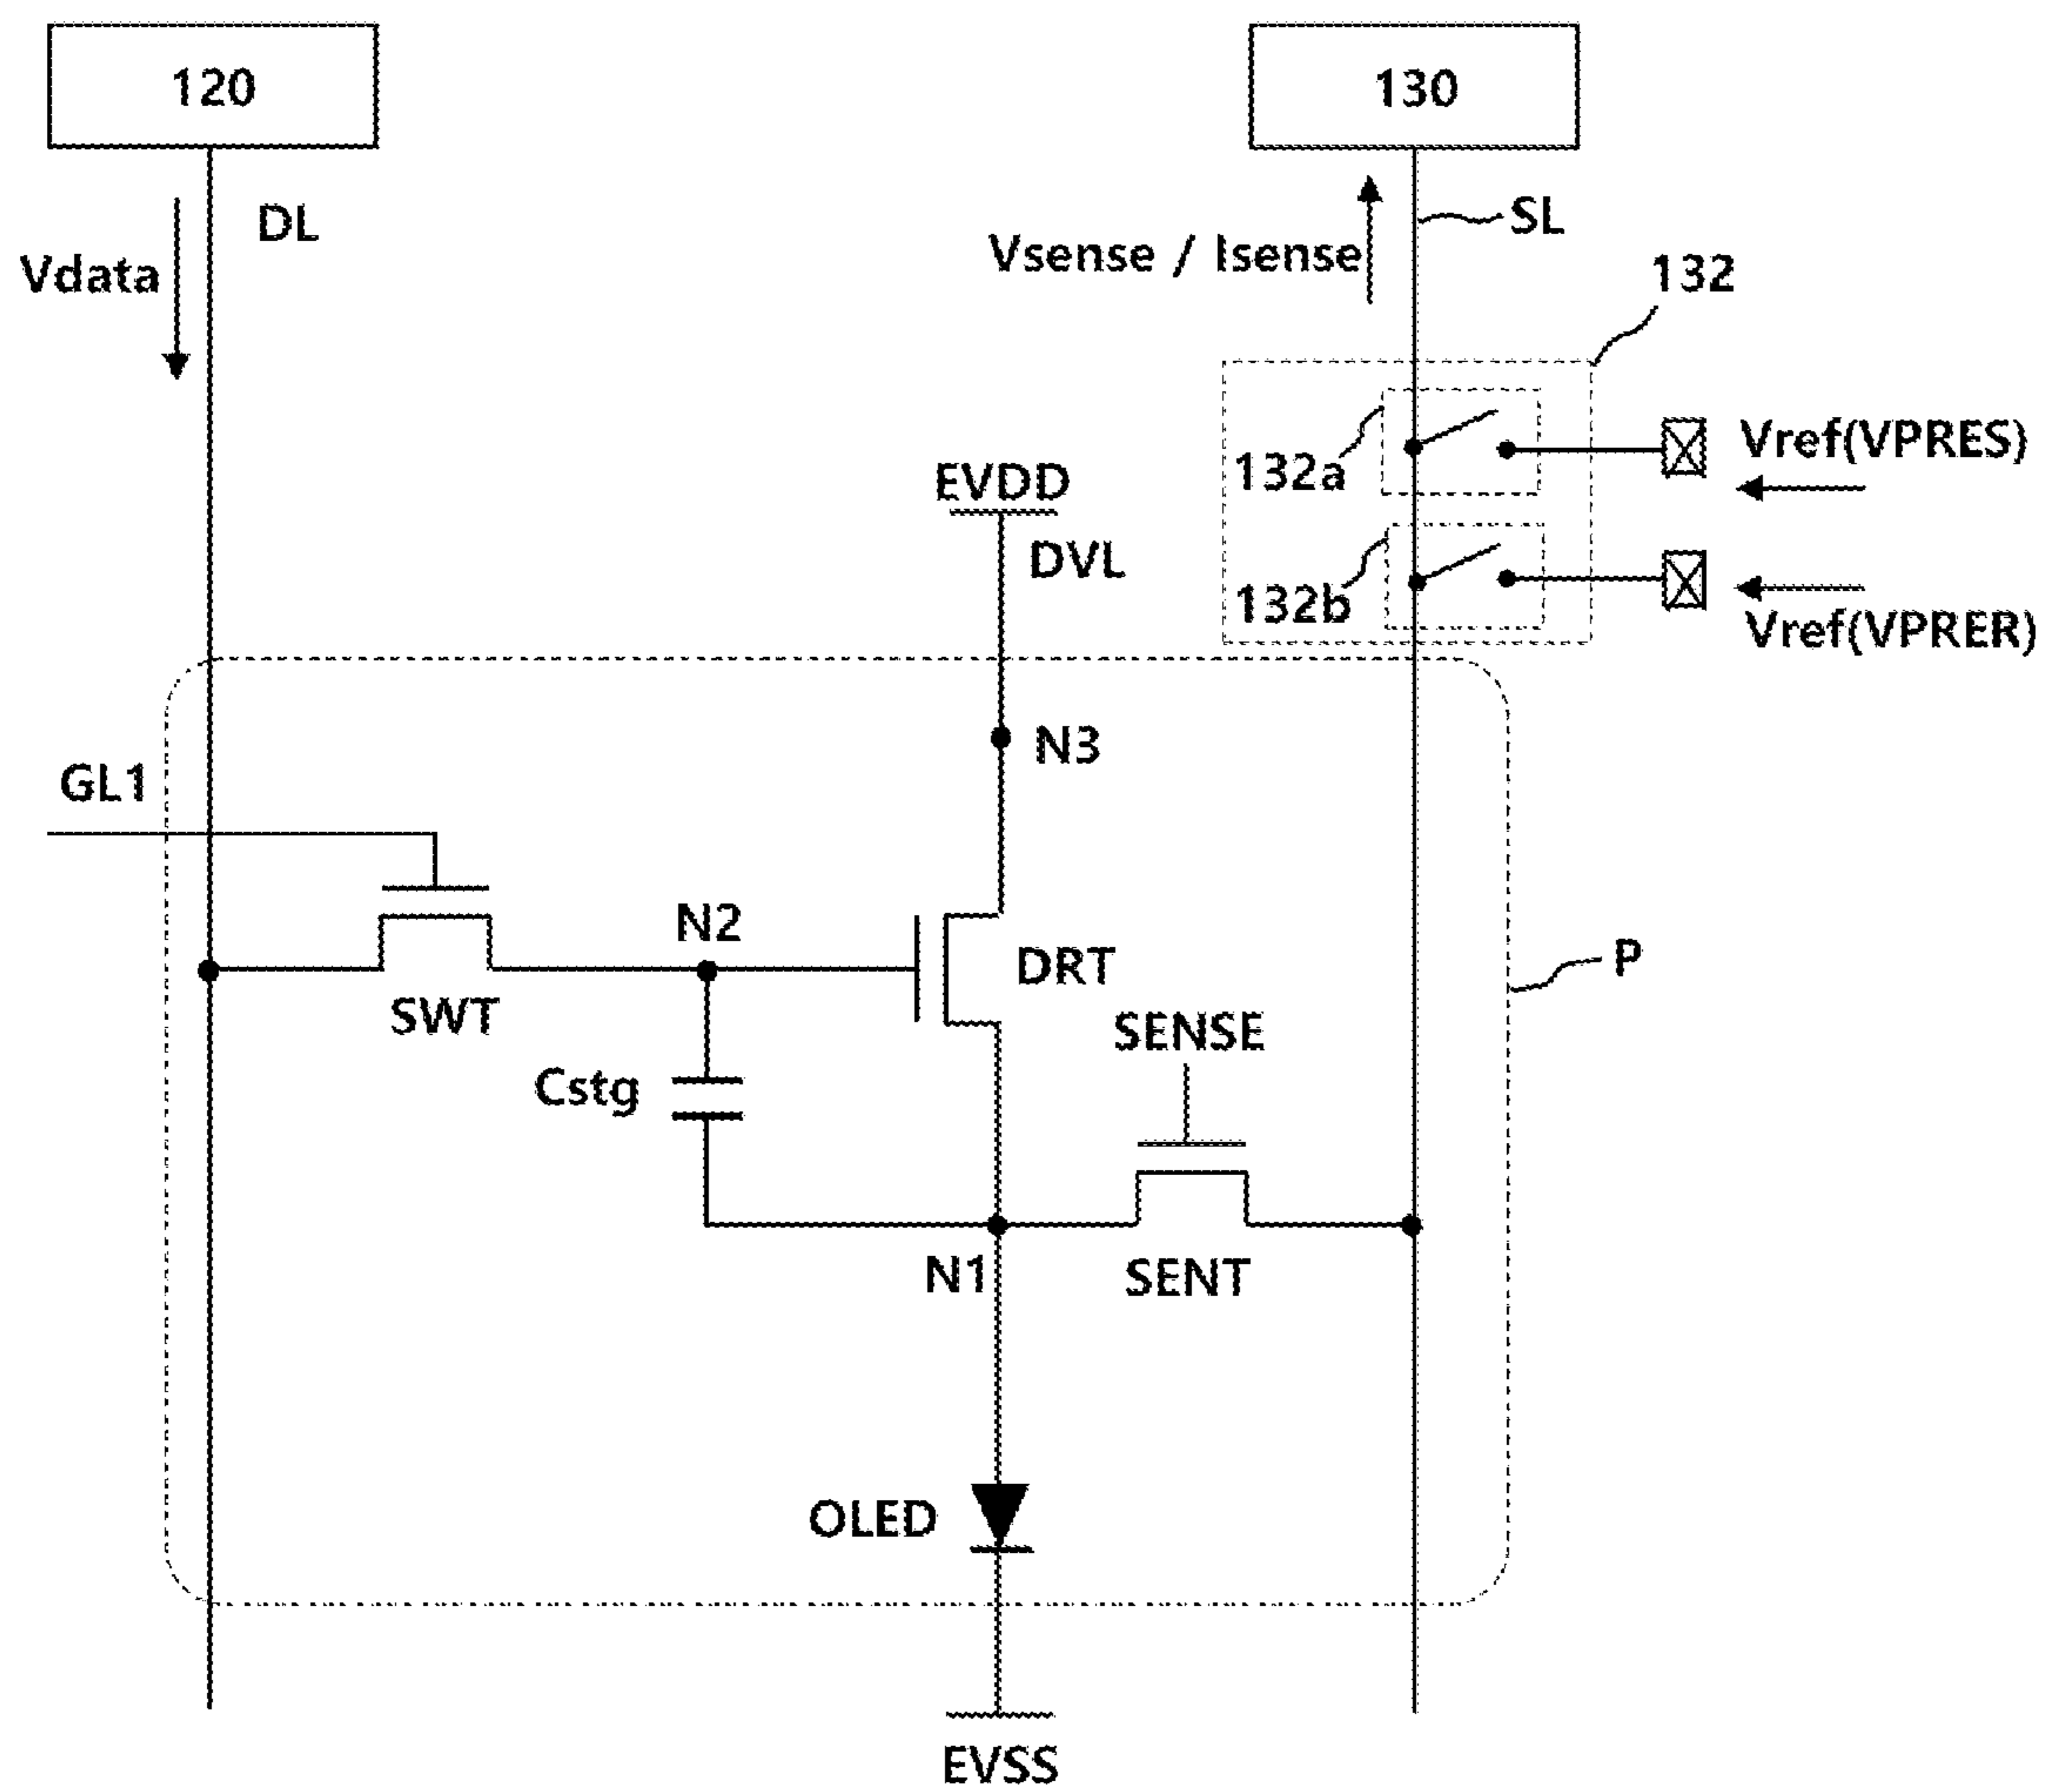 120
130
DL
SL
Vdata
Vsense / Isense
132
132a
Vref(VPRES)
EVDD
DVL
132b
Vref(VPRER)
N3
GL1
N2
DRT
P
SWT
SENSE
Cstg
N1
SENT
OLED
EVSS